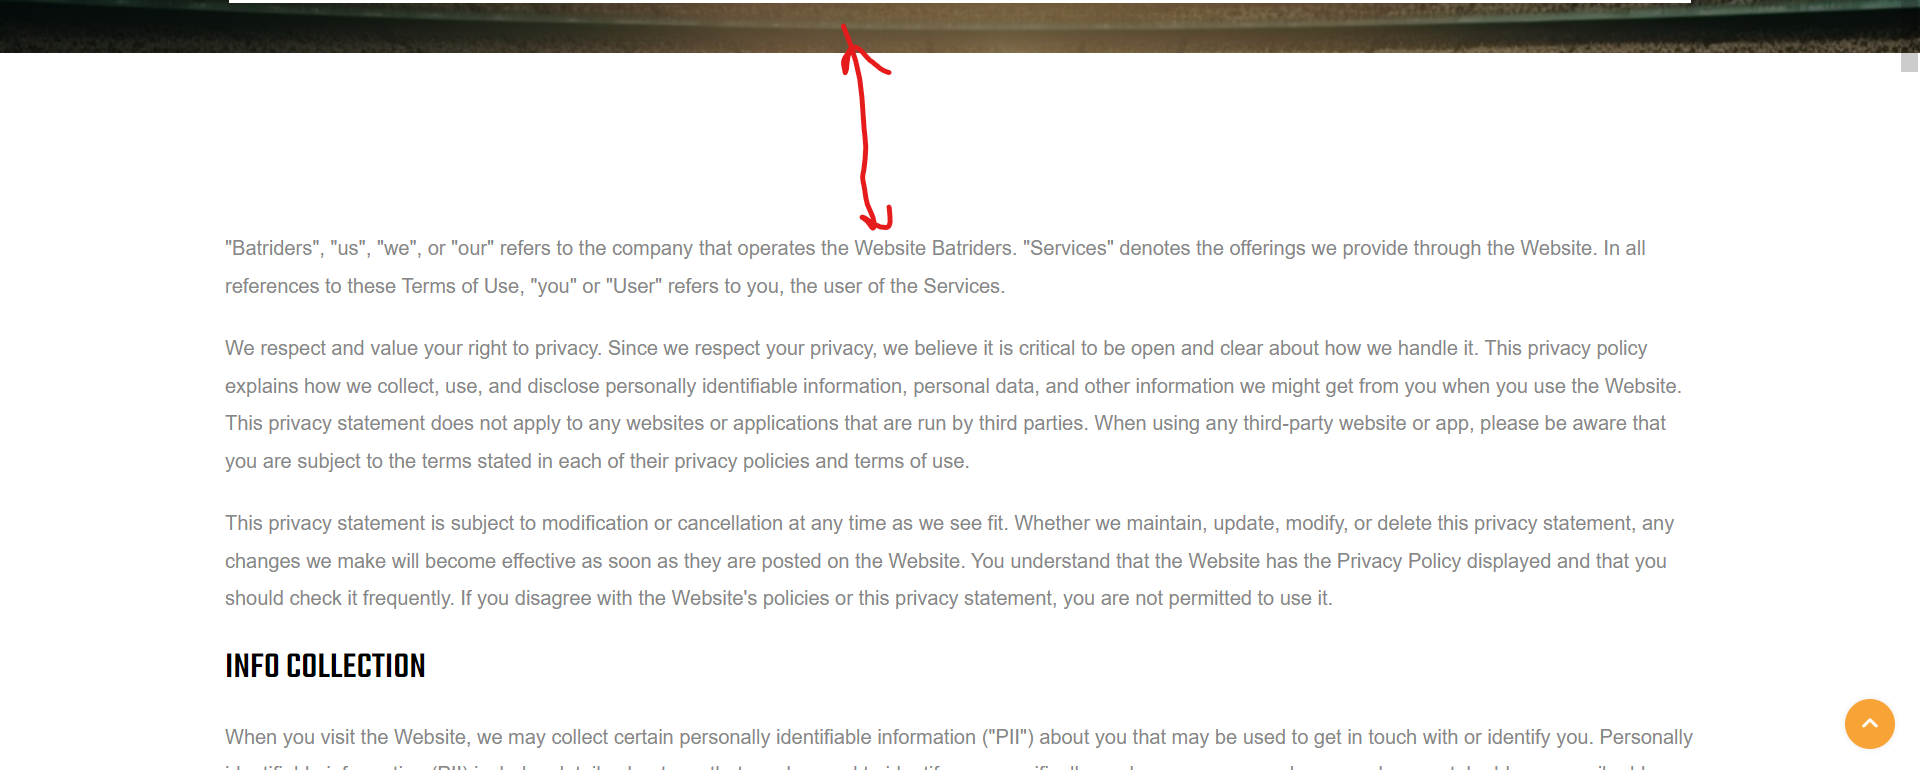 "Batriders", "us", "we", or "our" refers to the company that operates the Website Batriders. "Services" denotes the offerings we provide through the Website. In all
references to these Terms of Use, "you" or "User" refers to you, the user of the Services.
We respect and value your right to privacy. Since we respect your privacy, we believe it is critical to be open and clear about how we handle it. This privacy policy
explains how we collect, use, and disclose personally identifiable information, personal data, and other information we might get from you when you use the Website.
This privacy statement does not apply to any websites or applications that are run by third parties. When using any third-party website or app, please be aware that
you are subject to the terms stated in each of their privacy policies and terms of use.
This privacy statement is subject to modification or cancellation at any time as we see fit. Whether we maintain, update, modify, or delete this privacy statement, any
changes we make will become effective as soon as they are posted on the Website. You understand that the Website has the Privacy Policy displayed and that you
should check it frequently. If you disagree with the Website's policies or this privacy statement, you are not permitted to use it.
INFO COLLECTION
When you visit the Website, we may collect certain personally identifiable information ("PII") about you that may be used to get in touch with or identify you. Personally